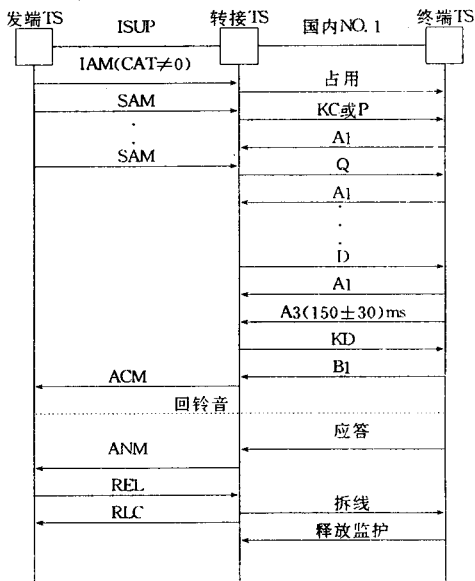 发端TS ISUP 转接TS 国内NO.1 终端TS
IAM(CAT≠0)
占用
SAM
KC或P
A1
SAM
Q
A1
D
A1
A3(150±30)ms
KD
B1
ACM
回铃音
应答
ANM
REL
拆线
RLC
释放监护